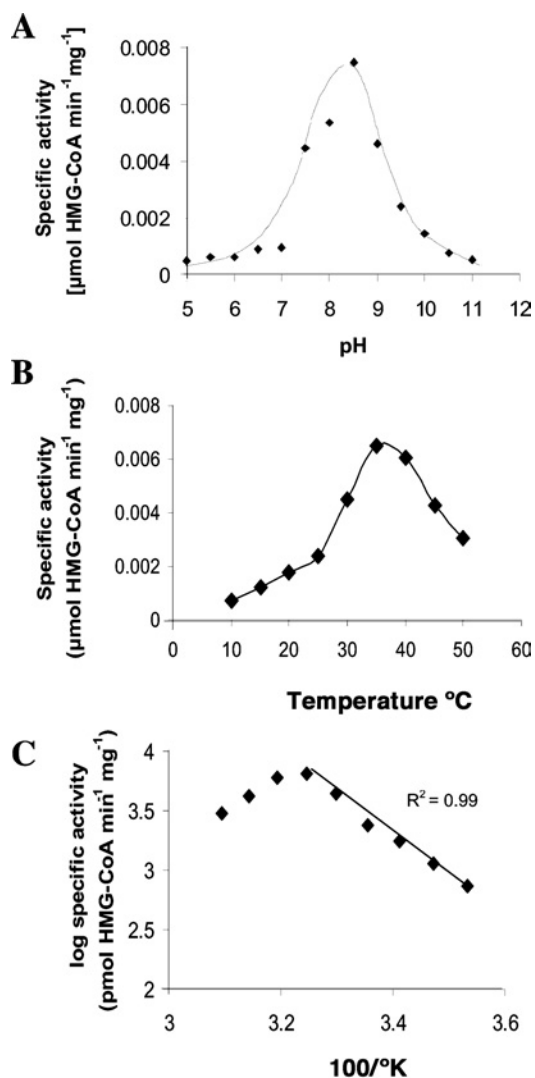 A
Specific activity
[µmol HMG-CoA min⁻¹mg⁻¹]
0.008
0.006
0.004
0.002
0
5 6 7 8 9 10 11 12
pH
B
Specific activity
(µmol HMG-CoA min⁻¹ mg⁻¹)
0.008
0.006
0.004
0.002
0
0 10 20 30 40 50 60
Temperature ºC
C
log specific activity
(pmol HMG-CoA min⁻¹ mg⁻¹)
4
3.5
3
2.5
2
R² = 0.99
3 3.2 3.4 3.6
100/ºK